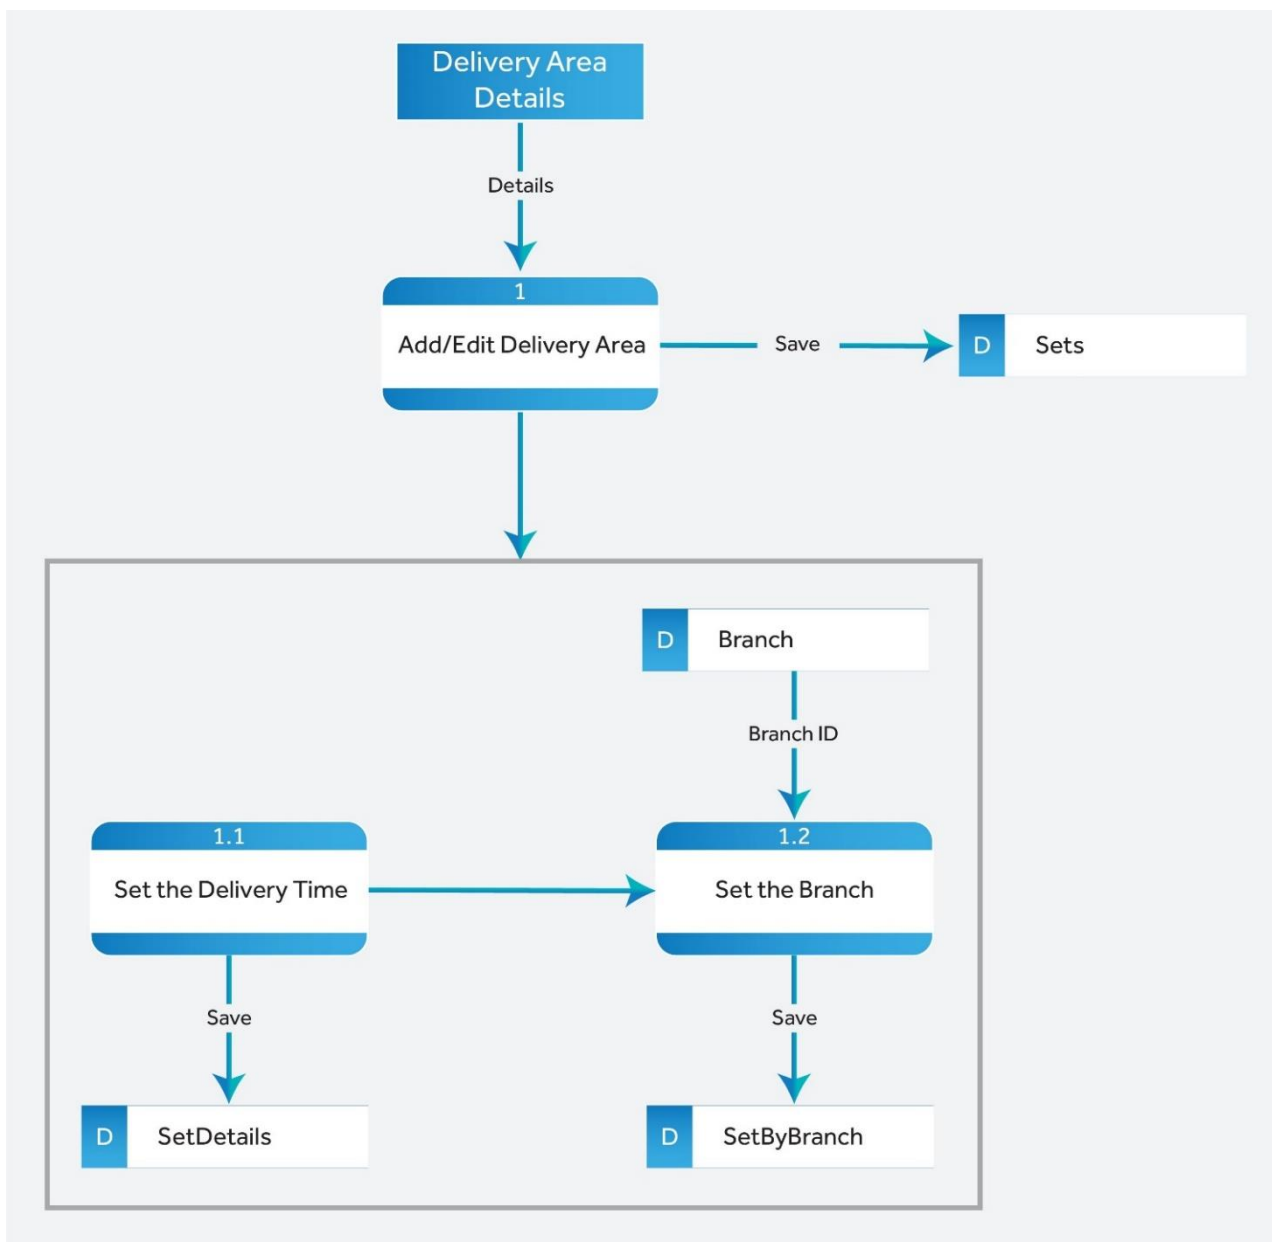 Delivery Area
Details
Details
1
Add/Edit Delivery Area
Save
D
Sets
D
Branch
Branch ID
1.1
Set the Delivery Time
1.2
Set the Branch
Save
Save
D
SetDetails
D
SetByBranch